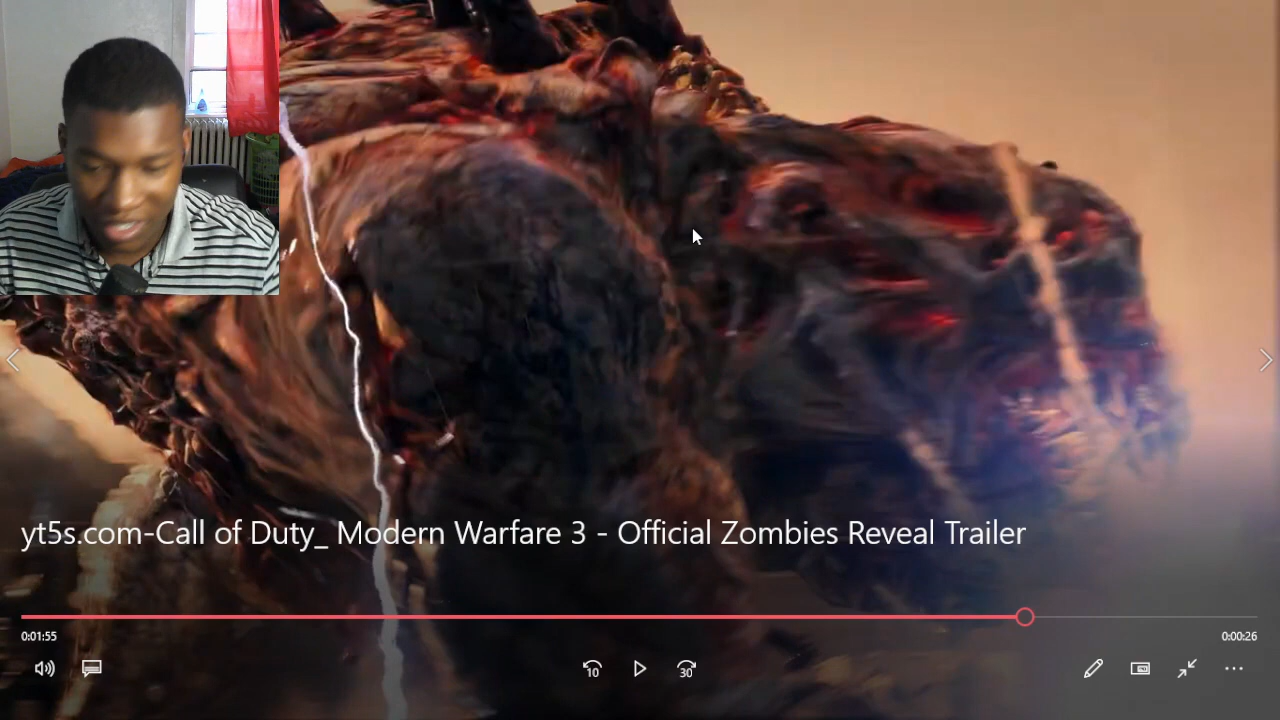 yt5s.com-Call of Duty_ Modern Warfare 3 - Official Zombies Reveal Trailer
0:01:55
0:00:26
10
30